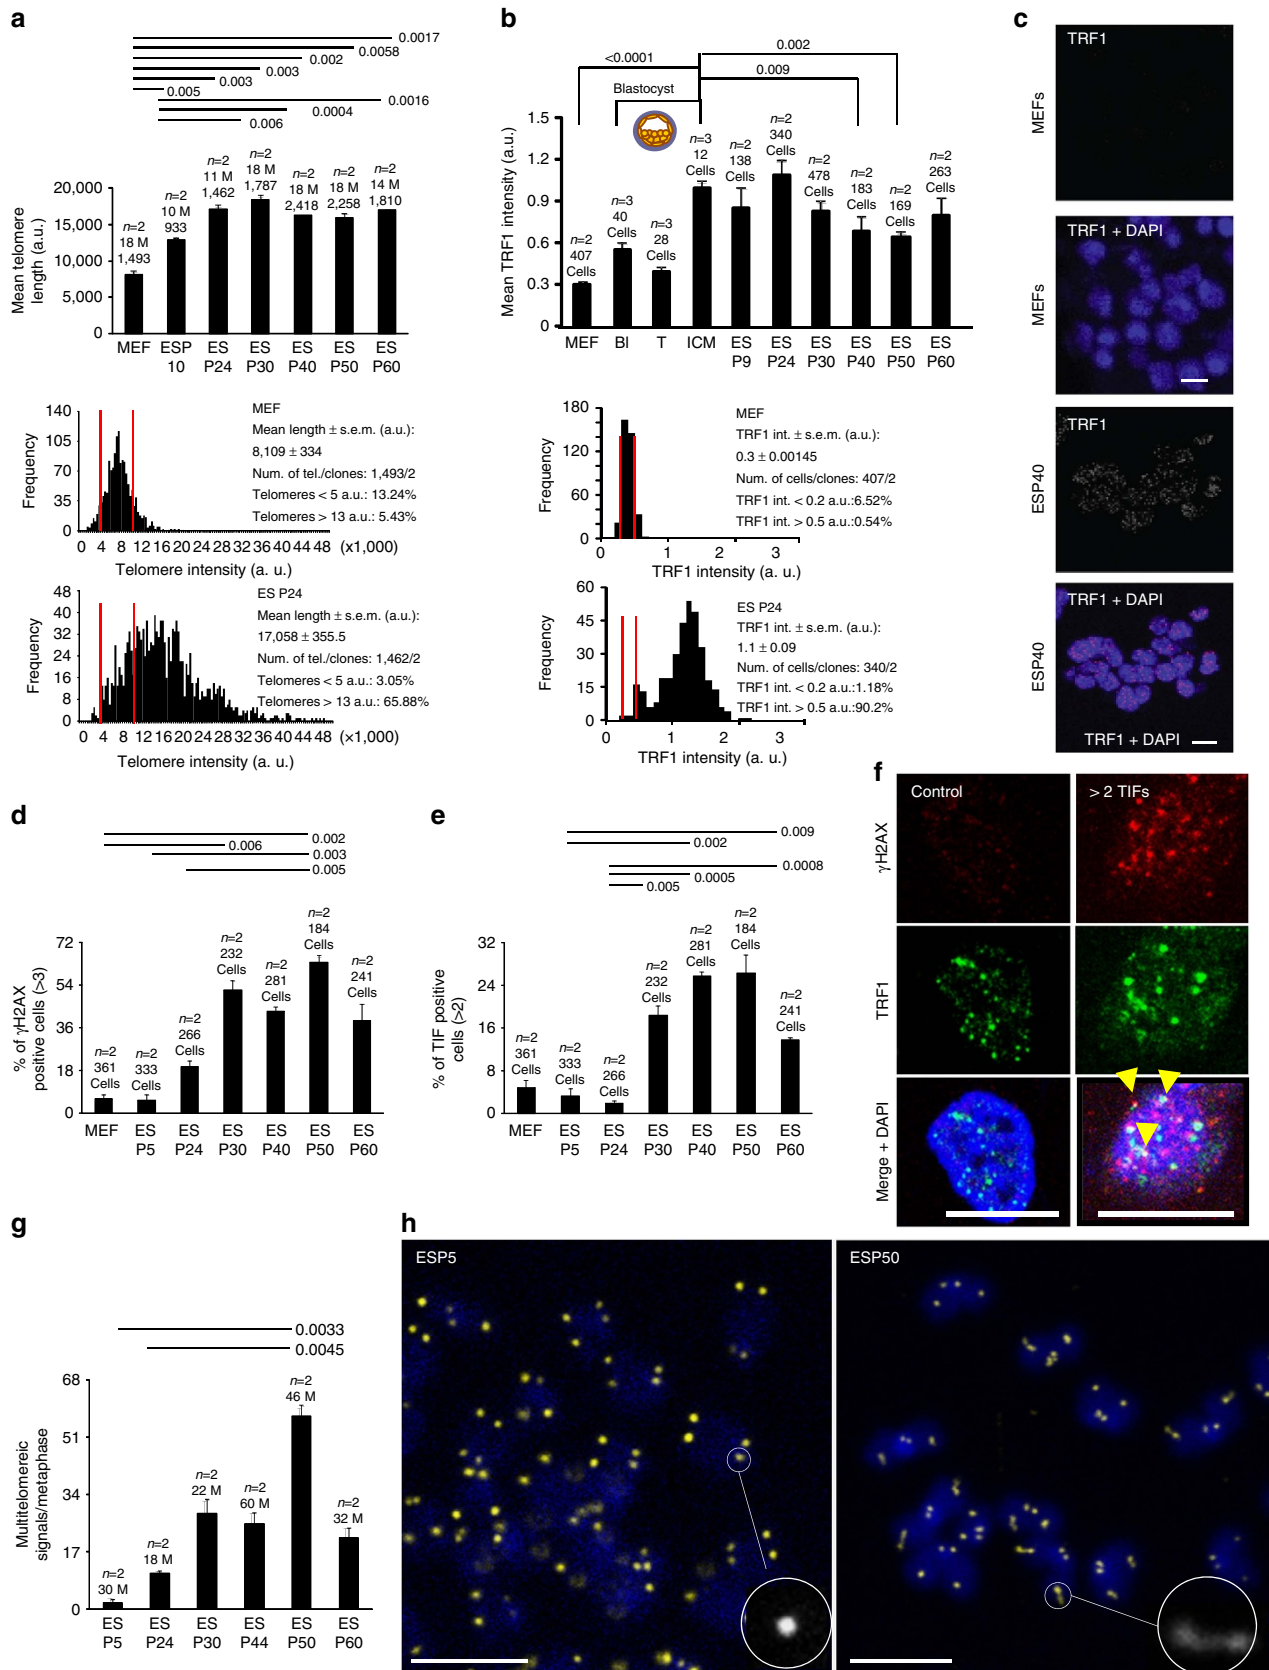 a
0.0017
0.0058
0.002
0.003
0.003
0.005
0.0016
0.0004
0.006
Mean telomere
length (a.u.)
20,000
15,000
10,000
5,000
0
n=2
18 M
1,493
n=2
10 M
933
n=2
11 M
1,462
n=2
18 M
1,787
n=2
18 M
2,418
n=2
18 M
2,258
n=2
14 M
1,810
MEF
ESP
10
ES
P24
ES
P30
ES
P40
ES
P50
ES
P60
Frequency
140
105
70
35
0
0 4 8 12 16 20 24 28 32 36 40 44 48 (x1,000)
Telomere intensity (a. u.)
MEF
Mean length ± s.e.m. (a.u.):
8,109 ± 334
Num. of tel./clones: 1,493/2
Telomeres < 5 a.u.: 13.24%
Telomeres > 13 a.u.: 5.43%
Frequency
48
40
32
24
16
8
0
0 4 8 12 16 20 24 28 32 36 40 44 48 (x1,000)
Telomere intensity (a. u.)
ES P24
Mean length ± s.e.m. (a.u.):
17,058 ± 355.5
Num. of tel./clones: 1,462/2
Telomeres < 5 a.u.: 3.05%
Telomeres > 13 a.u.: 65.88%
b
0.002
<0.0001
0.009
Blastocyst
Mean TRF1 intensity (a.u.)
1.5
1.2
0.9
0.6
0.3
0
n=2
407
Cells
n=3
40
Cells
n=3
28
Cells
n=3
12
Cells
n=2
138
Cells
n=2
340
Cells
n=2
478
Cells
n=2
183
Cells
n=2
169
Cells
n=2
263
Cells
MEF
Bl
T
ICM
ES
P9
ES
P24
ES
P30
ES
P40
ES
P50
ES
P60
Frequency
180
120
60
0
0 1 2 3
TRF1 intensity (a. u.)
MEF
TRF1 int. ± s.e.m. (a.u.):
0.3 ± 0.00145
Num. of cells/clones: 407/2
TRF1 int. < 0.2 a.u.:6.52%
TRF1 int. > 0.5 a.u.:0.54%
Frequency
60
45
30
15
0
0 1 2 3
TRF1 intensity (a. u.)
ES P24
TRF1 int. ± s.e.m. (a.u.):
1.1 ± 0.09
Num. of cells/clones: 340/2
TRF1 int. < 0.2 a.u.:1.18%
TRF1 int. > 0.5 a.u.:90.2%
c
MEFs
TRF1
MEFs
TRF1 + DAPI
ESP40
TRF1
ESP40
TRF1 + DAPI
TRF1 + DAPI
d
0.002
0.006
0.003
0.005
% of γH2AX
positive cells (>3)
72
54
36
18
0
n=2
361
Cells
n=2
333
Cells
n=2
266
Cells
n=2
232
Cells
n=2
281
Cells
n=2
184
Cells
n=2
241
Cells
MEF
ES
P5
ES
P24
ES
P30
ES
P40
ES
P50
ES
P60
e
0.009
0.002
0.0008
0.0005
0.005
% of TIF positive
cells (>2)
32
24
16
8
0
n=2
361
Cells
n=2
333
Cells
n=2
266
Cells
n=2
232
Cells
n=2
281
Cells
n=2
184
Cells
n=2
241
Cells
MEF
ES
P5
ES
P24
ES
P30
ES
P40
ES
P50
ES
P60
f
Control
> 2 TIFs
γH2AX
TRF1
Merge + DAPI
g
0.0033
0.0045
Multitelomereic
signals/metaphase
68
51
34
17
0
n=2
30 M
n=2
18 M
n=2
22 M
n=2
60 M
n=2
46 M
n=2
32 M
ES
P5
ES
P24
ES
P30
ES
P44
ES
P50
ES
P60
h
ESP5
ESP50